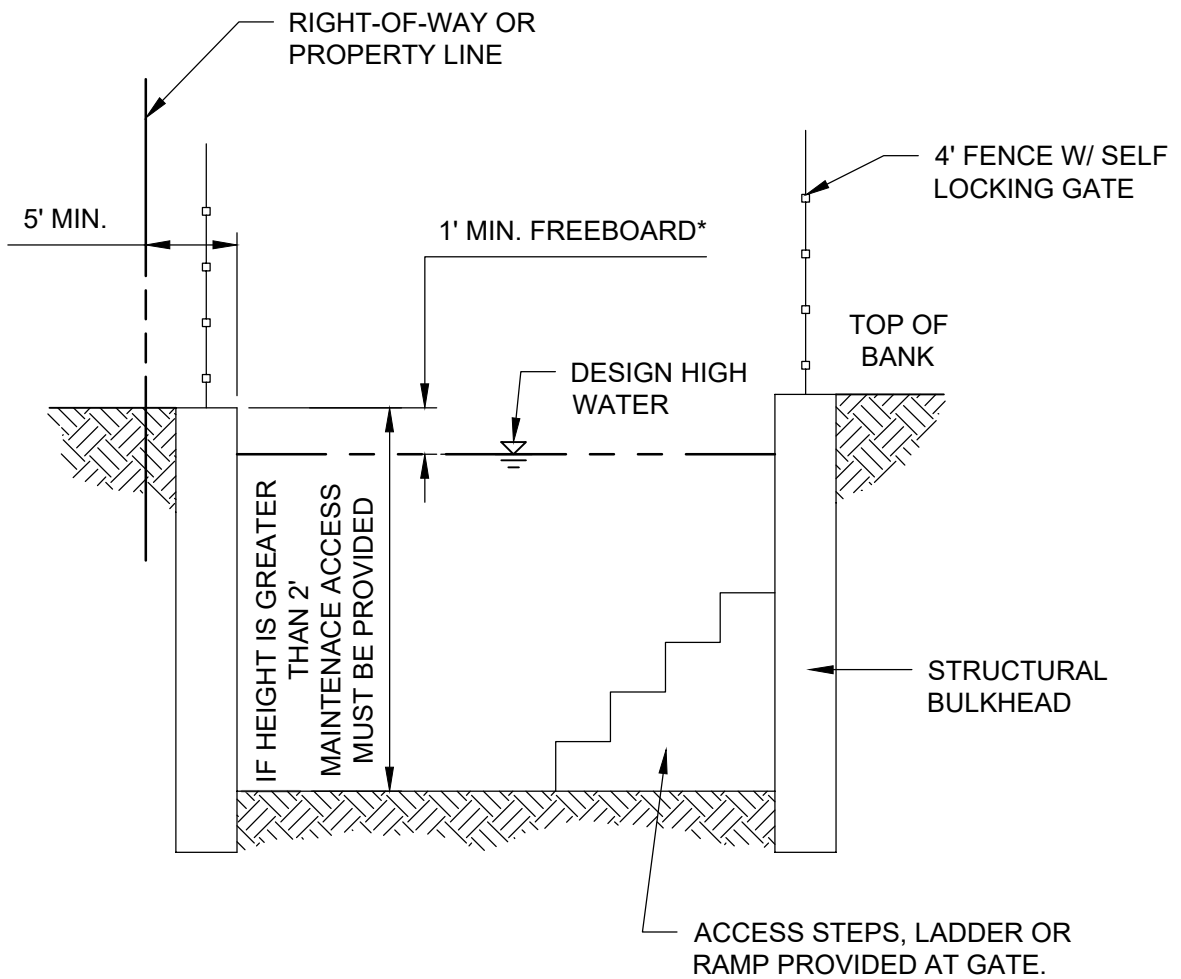 RIGHT-OF-WAY OR
PROPERTY LINE
4' FENCE W/ SELF
LOCKING GATE
5' MIN.
1' MIN. FREEBOARD*
TOP OF
BANK
DESIGN HIGH
WATER
IF HEIGHT IS GREATER
THAN 2'
MAINTENACE ACCESS
MUST BE PROVIDED
STRUCTURAL
BULKHEAD
ACCESS STEPS, LADDER OR
RAMP PROVIDED AT GATE.